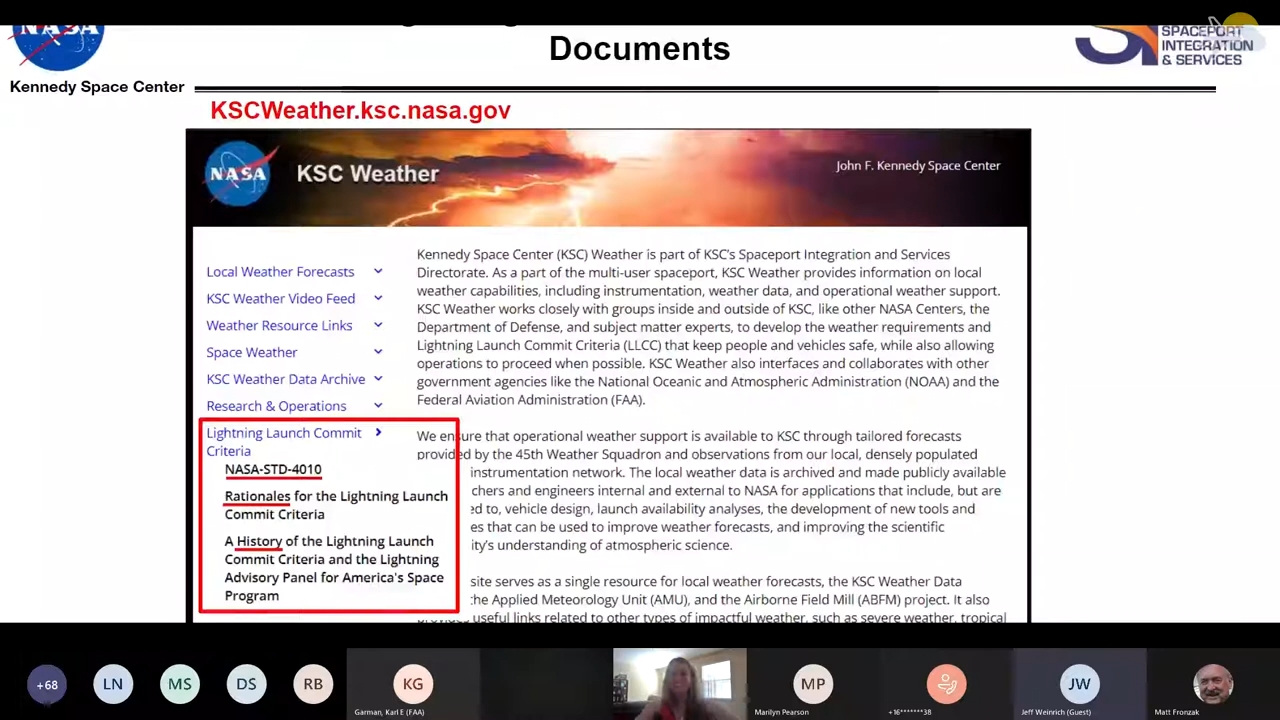 NASA
Documents
SPACEPORT
INTEGRATION
& SERVICES
Kennedy Space Center
KSCWeather.ksc.nasa.gov
NASA
KSC Weather
John F. Kennedy Space Center
Local Weather Forecasts
KSC Weather Video Feed
Weather Resource Links
Space Weather
KSC Weather Data Archive
Research & Operations
Lightning Launch Commit
Criteria
NASA-STD-4010
Rationales for the Lightning Launch
Commit Criteria
A History of the Lightning Launch
Commit Criteria and the Lightning
Advisory Panel for America's Space
Program
Kennedy Space Center (KSC) Weather is part of KSC's Spaceport Integration and Services
Directorate. As a part of the multi-user spaceport, KSC Weather provides information on local
weather capabilities, including instrumentation, weather data, and operational weather support.
KSC Weather works closely with groups inside and outside of KSC, like other NASA Centers, the
Department of Defense, and subject matter experts, to develop the weather requirements and
Lightning Launch Commit Criteria (LLCC) that keep people and vehicles safe, while also allowing
operations to proceed when possible. KSC Weather also interfaces and collaborates with other
government agencies like the National Oceanic and Atmospheric Administration (NOAA) and the
Federal Aviation Administration (FAA).
We ensure that operational weather support is available to KSC through tailored forecasts
provided by the 45th Weather Squadron and observations from our local, densely populated
instrumentation network. The local weather data is archived and made publicly available
chers and engineers internal and external to NASA for applications that include, but are
ed to, vehicle design, launch availability analyses, the development of new tools and
es that can be used to improve weather forecasts, and improving the scientific
ity's understanding of atmospheric science.
site serves as a single resource for local weather forecasts, the KSC Weather Data
the Applied Meteorology Unit (AMU), and the Airborne Field Mill (ABFM) project. It also
provides useful links related to other types of impactful weather, such as severe weather, tropical
+68
LN
MS
DS
RB
KG
Garman, Karl E (FAA)
MP
Marilyn Pearson
+16*******38
JW
Jeff Weinrich (Guest)
Matt Fronzak